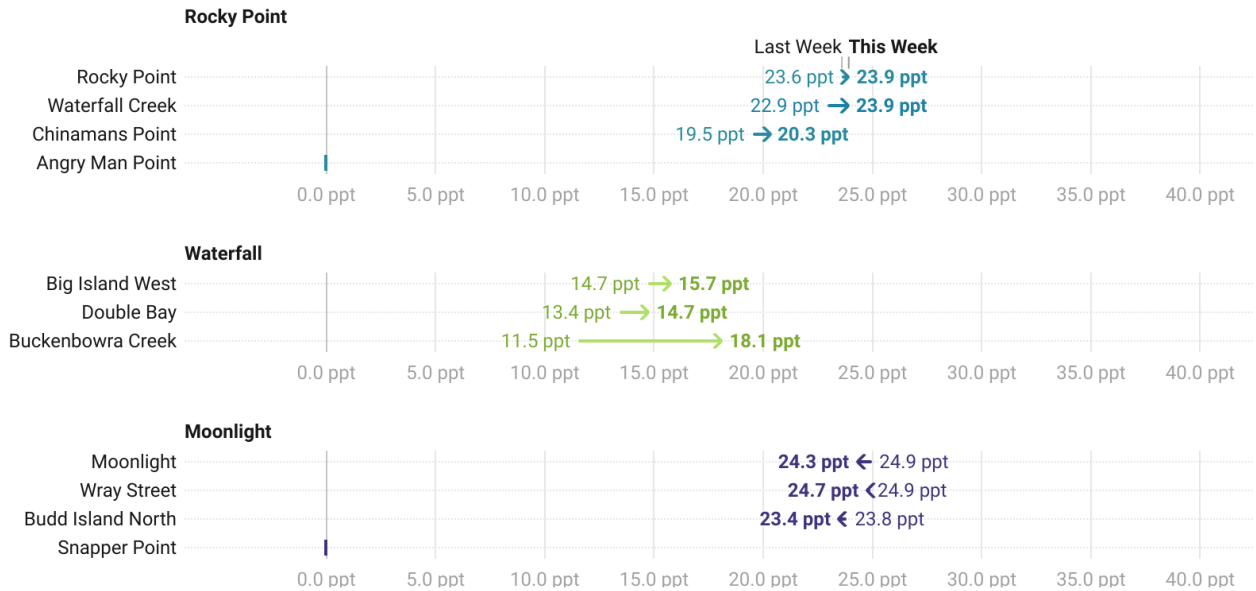 Rocky Point
Last Week This Week
Rocky Point 23.6 ppt 23.9 ppt
Waterfall Creek 22.9 ppt 23.9 ppt
Chinamans Point 19.5 ppt 20.3 ppt
Angry Man Point
0.0 ppt 5.0 ppt 10.0 ppt 15.0 ppt 20.0 ppt 25.0 ppt 30.0 ppt 35.0 ppt 40.0 ppt
Waterfall
Big Island West 14.7 ppt 15.7 ppt
Double Bay 13.4 ppt 14.7 ppt
Buckenbowra Creek 11.5 ppt 18.1 ppt
0.0 ppt 5.0 ppt 10.0 ppt 15.0 ppt 20.0 ppt 25.0 ppt 30.0 ppt 35.0 ppt 40.0 ppt
Moonlight
Moonlight 24.3 ppt 24.9 ppt
Wray Street 24.7 ppt 24.9 ppt
Budd Island North 23.4 ppt 23.8 ppt
Snapper Point
0.0 ppt 5.0 ppt 10.0 ppt 15.0 ppt 20.0 ppt 25.0 ppt 30.0 ppt 35.0 ppt 40.0 ppt